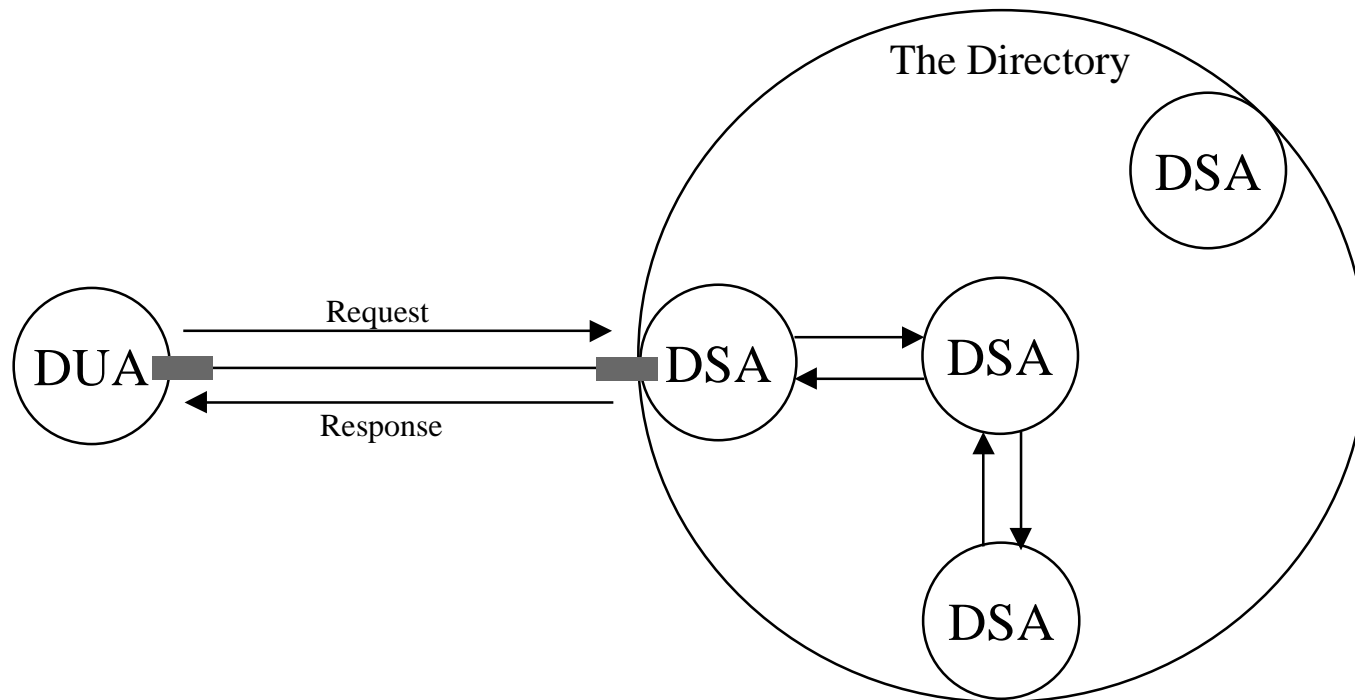 The Directory
DSA
Request
DUA
DSA
DSA
Response
DSA